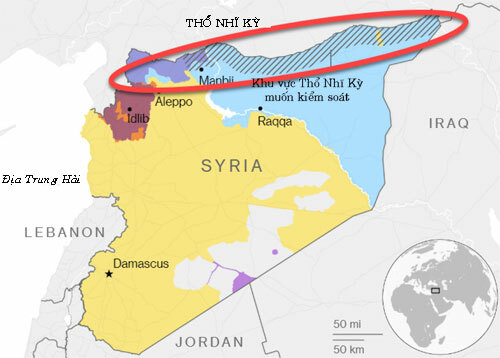 THỔ NHĨ KỲ
Manbij
Khu vực Thổ Nhĩ Kỳ
muốn kiểm soát
Aleppo
Idlib
Raqqa
IRAQ
SYRIA
Địa Trung Hải
LEBANON
Damascus
JORDAN
50 mi
50 km